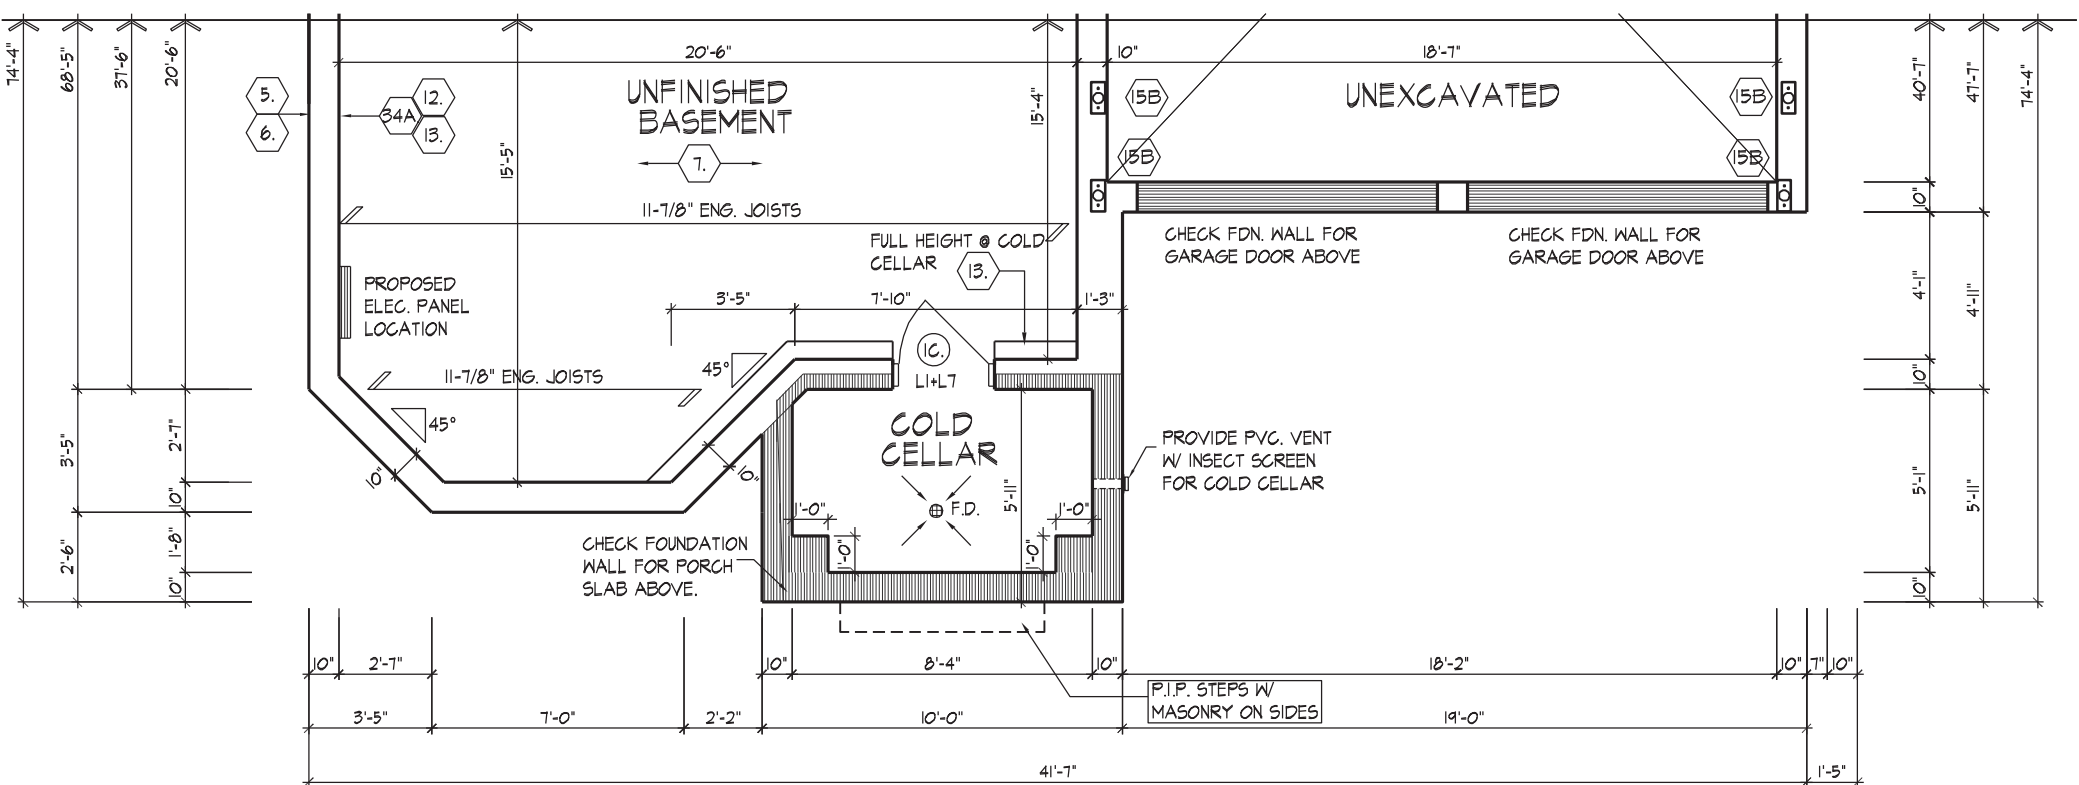 74'-4"
68'-5"
37'-6"
20'-6"
20'-6"
10"
18'-7"
40'-7"
47'-7"
74'-4"
5.
6.
34A.
12.
13.
UNFINISHED
BASEMENT
7.
15'-5"
15'-4"
15B
15B
UNEXCAVATED
15B
15B
11-7/8" ENG. JOISTS
10"
FULL HEIGHT @ COLD
CELLAR
13.
CHECK FDN. WALL FOR
GARAGE DOOR ABOVE
CHECK FDN. WALL FOR
GARAGE DOOR ABOVE
PROPOSED
ELEC. PANEL
LOCATION
3'-5"
7'-10"
1'-3"
4'-1"
4'-11"
1C.
L1+L7
45°
11-7/8" ENG. JOISTS
10"
45°
COLD
CELLAR
3'-5"
2'-7"
10"
10"
PROVIDE PVC. VENT
W/ INSECT SCREEN
FOR COLD CELLAR
5'-1"
5'-11"
10"
1'-0"
F.D.
5'-11"
1'-0"
1'-0"
1'-0"
CHECK FOUNDATION
WALL FOR PORCH
SLAB ABOVE.
2'-6"
1'-8"
10"
10"
10"
2'-7"
10"
8'-4"
10"
18'-2"
10"
7"
10"
P.I.P. STEPS W/
MASONRY ON SIDES
3'-5"
7'-0"
2'-2"
10'-0"
19'-0"
41'-7"
1'-5"